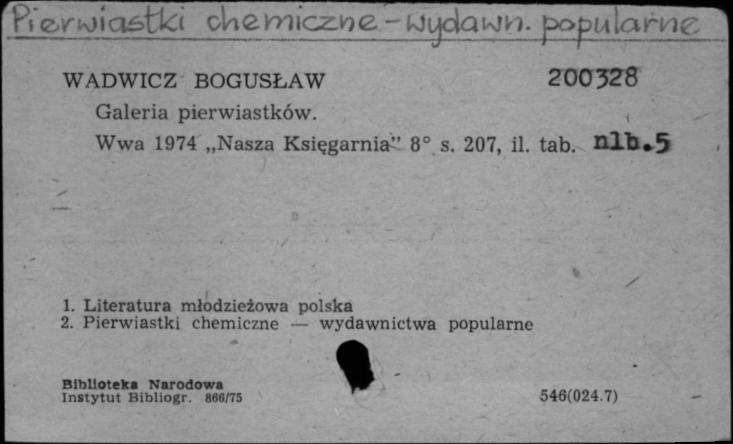 Pierwiastki chemiczne - wydawn. popularne
WADWICZ BOGUSŁAW 200328
Galeria pierwiastków.
Wwa 1974 „Nasza Księgarnia” 8° s. 207, il. tab. nlb.5
1. Literatura młodzieżowa polska
2. Pierwiastki chemiczne — wydawnictwa popularne
Biblioteka Narodowa
Instytut Bibliogr. 866/75 546(024.7)